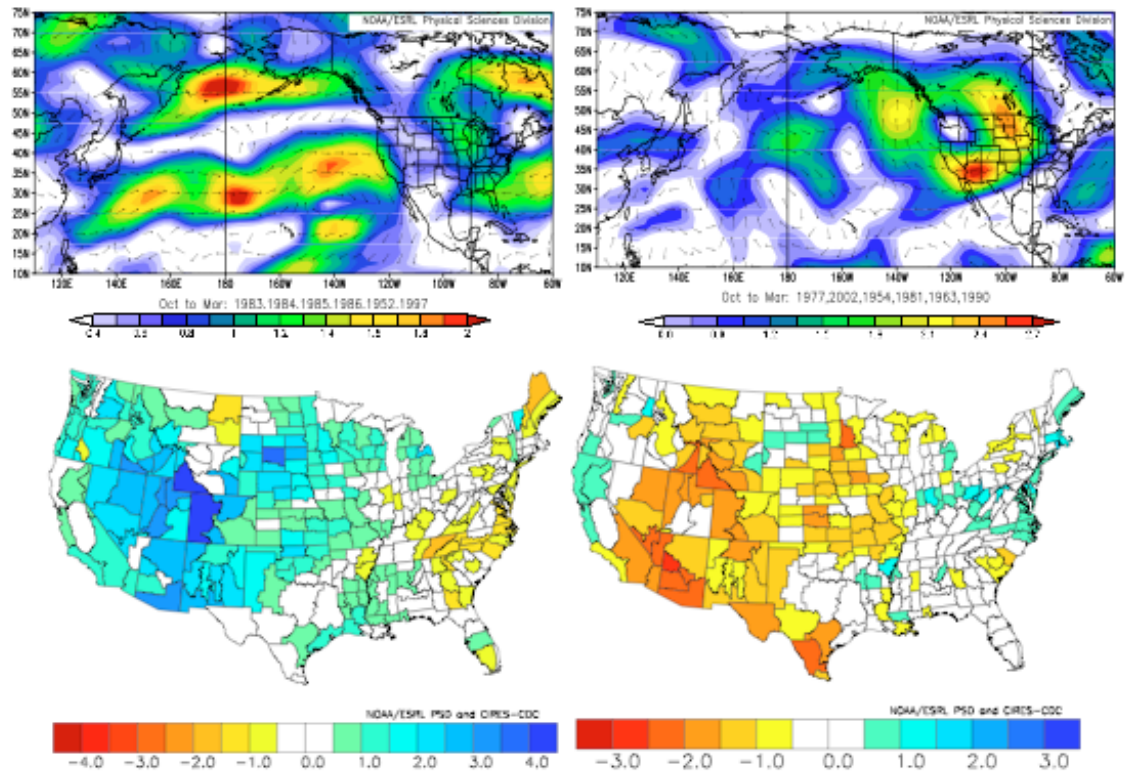 NOAA/ESRL Physical Sciences Division
75N
70N
65N
60N
55N
50N
45N
40N
35N
30N
25N
20N
15N
10N
120E 140E 160E 180 160W 140W 120W 100W 80W 60W
Oct to Mar: 1983,1984,1985,1986,1952,1997
NOAA/ESRL Physical Sciences Division
75N
70N
65N
60N
55N
50N
45N
40N
35N
30N
25N
20N
15N
10N
120E 140E 160E 180 160W 140W 120W 100W 80W 60W
Oct to Mar: 1977,2002,1954,1981,1963,1990
NOAA/ESRL PSD and CIRES-CDC
-4.0 -3.0 -2.0 -1.0 0.0 1.0 2.0 3.0 4.0
NOAA/ESRL PSD and CIRES-CDC
-3.0 -2.0 -1.0 0.0 1.0 2.0 3.0